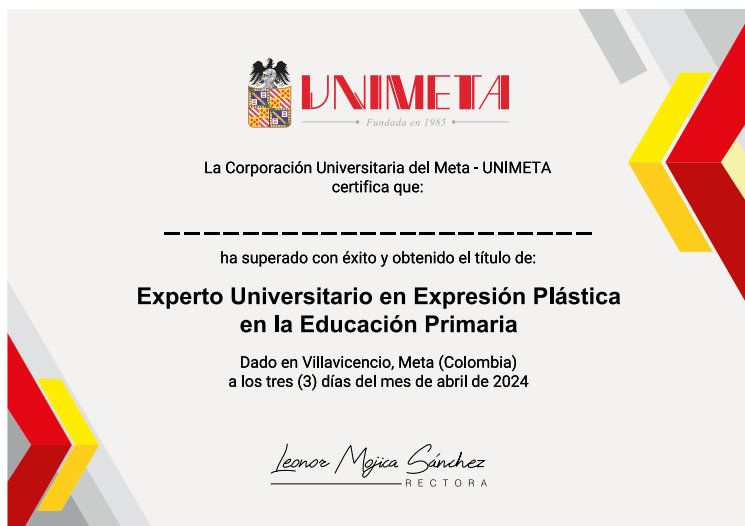 UNIMETA
Fundada en 1985
La Corporación Universitaria del Meta - UNIMETA
certifica que:
ha superado con éxito y obtenido el título de:
Experto Universitario en Expresión Plástica
en la Educación Primaria
Dado en Villavicencio, Meta (Colombia)
a los tres (3) días del mes de abril de 2024
Leonor Mojica Sánchez
RECTORA